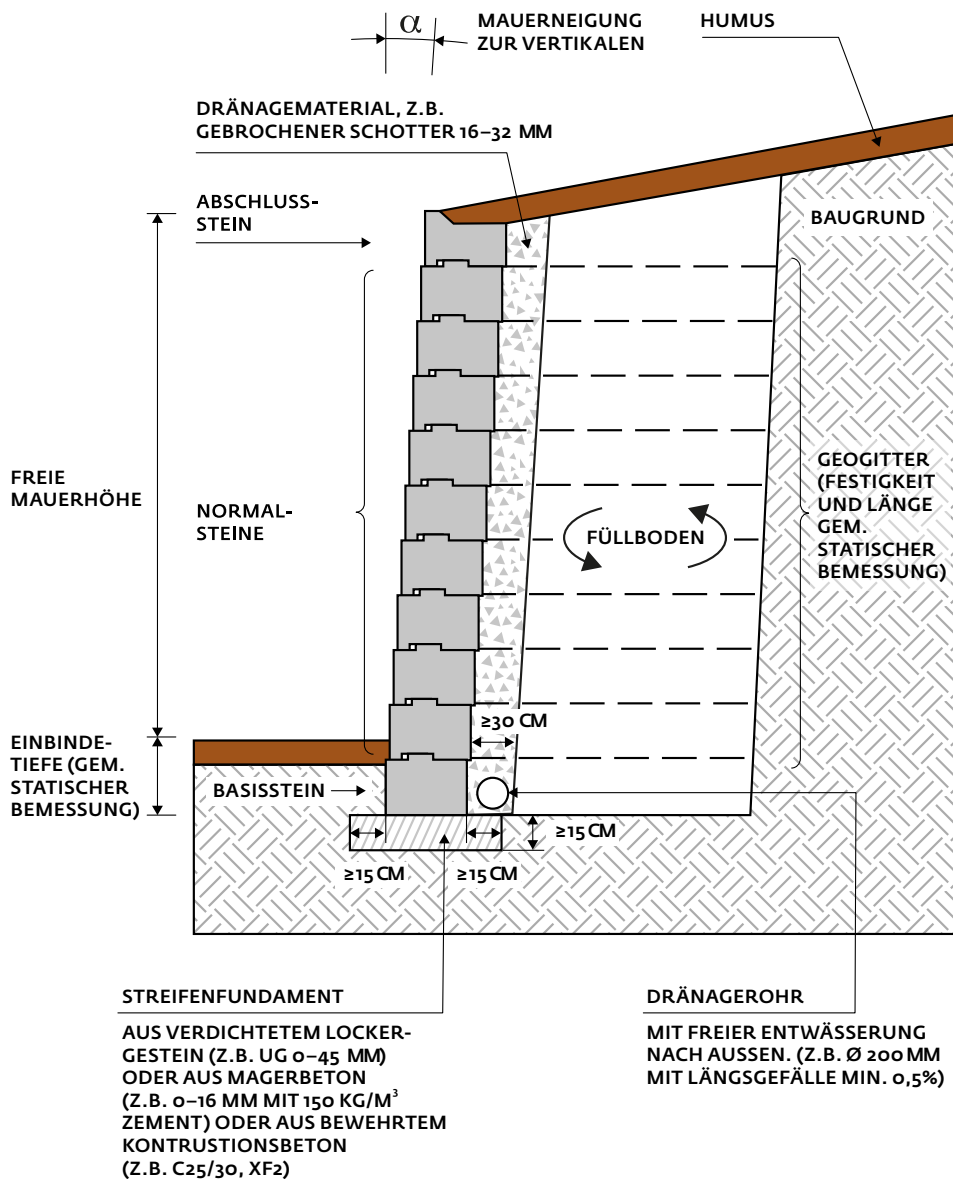 α
MAUERNEIGUNG
ZUR VERTIKALEN
HUMUS
DRÄNAGEMATERIAL, Z.B.
GEBROCHENER SCHOTTER 16–32 MM
ABSCHLUSS-
STEIN
BAUGRUND
FREIE
MAUERHÖHE
NORMAL-
STEINE
FÜLLBODEN
GEOGITTER
(FESTIGKEIT
UND LÄNGE
GEM.
STATISCHER
BEMESSUNG)
≥30 CM
EINBINDE-
TIEFE (GEM.
STATISCHER
BEMESSUNG)
BASISSTEIN
≥15 CM
≥15 CM
≥15 CM
STREIFENFUNDAMENT
AUS VERDICHTETEM LOCKER-
GESTEIN (Z.B. UG 0–45 MM)
ODER AUS MAGERBETON
(Z.B. 0–16 MM MIT 150 KG/M³
ZEMENT) ODER AUS BEWEHRTEM
KONTRUSTIONSBETON
(Z.B. C25/30, XF2)
DRÄNAGEROHR
MIT FREIER ENTWÄSSERUNG
NACH AUSSEN. (Z.B. Ø 200 MM
MIT LÄNGSGEFÄLLE MIN. 0,5%)